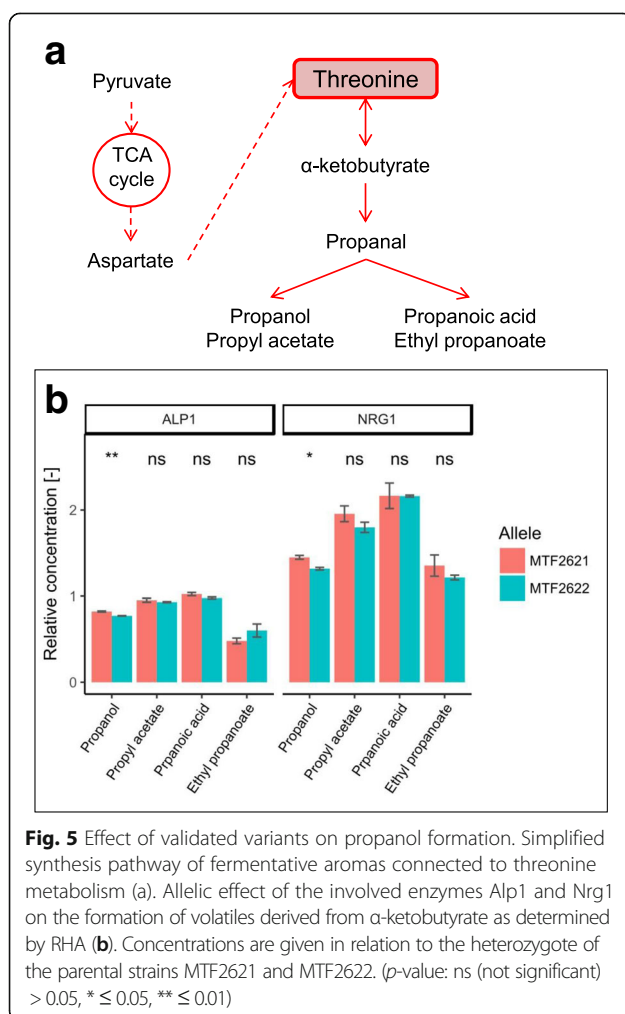 a
Pyruvate
TCA
cycle
Aspartate
Threonine
α-ketobutyrate
Propanal
Propanol
Propyl acetate
Propanoic acid
Ethyl propanoate
b
ALP1
NRG1
** ns ns ns
* ns ns ns
Relative concentration [-]
2
1
0
Propanol
Propyl acetate
Prpanoic acid
Ethyl propanoate
Propanol
Propyl acetate
Prpanoic acid
Ethyl propanoate
Allele
MTF2621
MTF2622
Fig. 5 Effect of validated variants on propanol formation. Simplified
synthesis pathway of fermentative aromas connected to threonine
metabolism (a). Allelic effect of the involved enzymes Alp1 and Nrg1
on the formation of volatiles derived from α-ketobutyrate as determined
by RHA (b). Concentrations are given in relation to the heterozygote of
the parental strains MTF2621 and MTF2622. (p-value: ns (not significant)
> 0.05, * ≤ 0.05, ** ≤ 0.01)